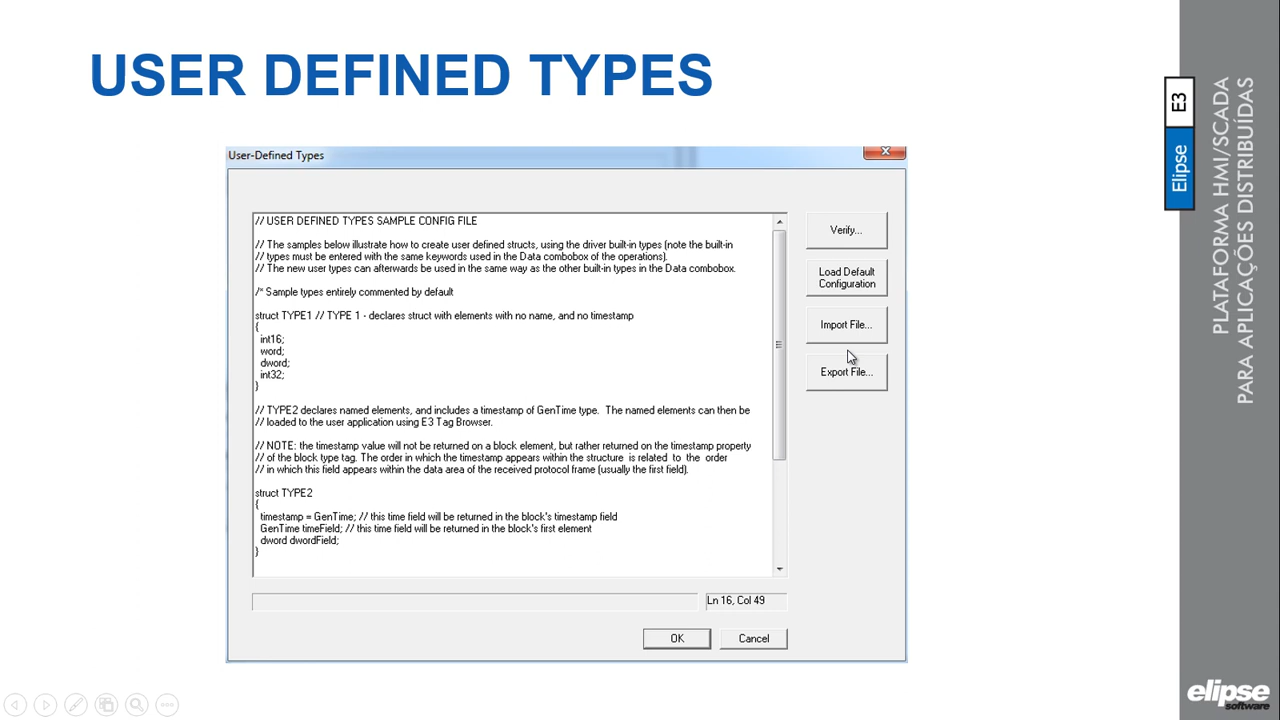 USER DEFINED TYPES
User-Defined Types
// USER DEFINED TYPES SAMPLE CONFIG FILE
// The samples below illustrate how to create user defined structs, using the driver built-in types (note the built-in
// types must be entered with the same keywords used in the Data combobox of the operations).
// The new user types can afterwards be used in the same way as the other built-in types in the Data combobox.
/* Sample types entirely commented by default
struct TYPE1 // TYPE 1 - declares struct with elements with no name, and no timestamp
{
int16;
word;
dword;
int32;
}
// TYPE2 declares named elements, and includes a timestamp of GenTime type. The named elements can then be
// loaded to the user application using E3 Tag Browser.
// NOTE: the timestamp value will not be returned on a block element, but rather returned on the timestamp property
// of the block type tag. The order in which the timestamp appears within the structure is related to the order
// in which this field appears within the data area of the received protocol frame (usually the first field).
struct TYPE2
{
timestamp = GenTime; // this time field will be returned in the block's timestamp field
GenTime timeField; // this time field will be returned in the block's first element
dword dwordField;
}
Verify...
Load Default
Configuration
Import File...
Export File...
Ln 16, Col 49
OK
Cancel
Elipse E3
PLATAFORMA HMI/SCADA
PARA APLICAÇÕES DISTRIBUÍDAS
elipse
software